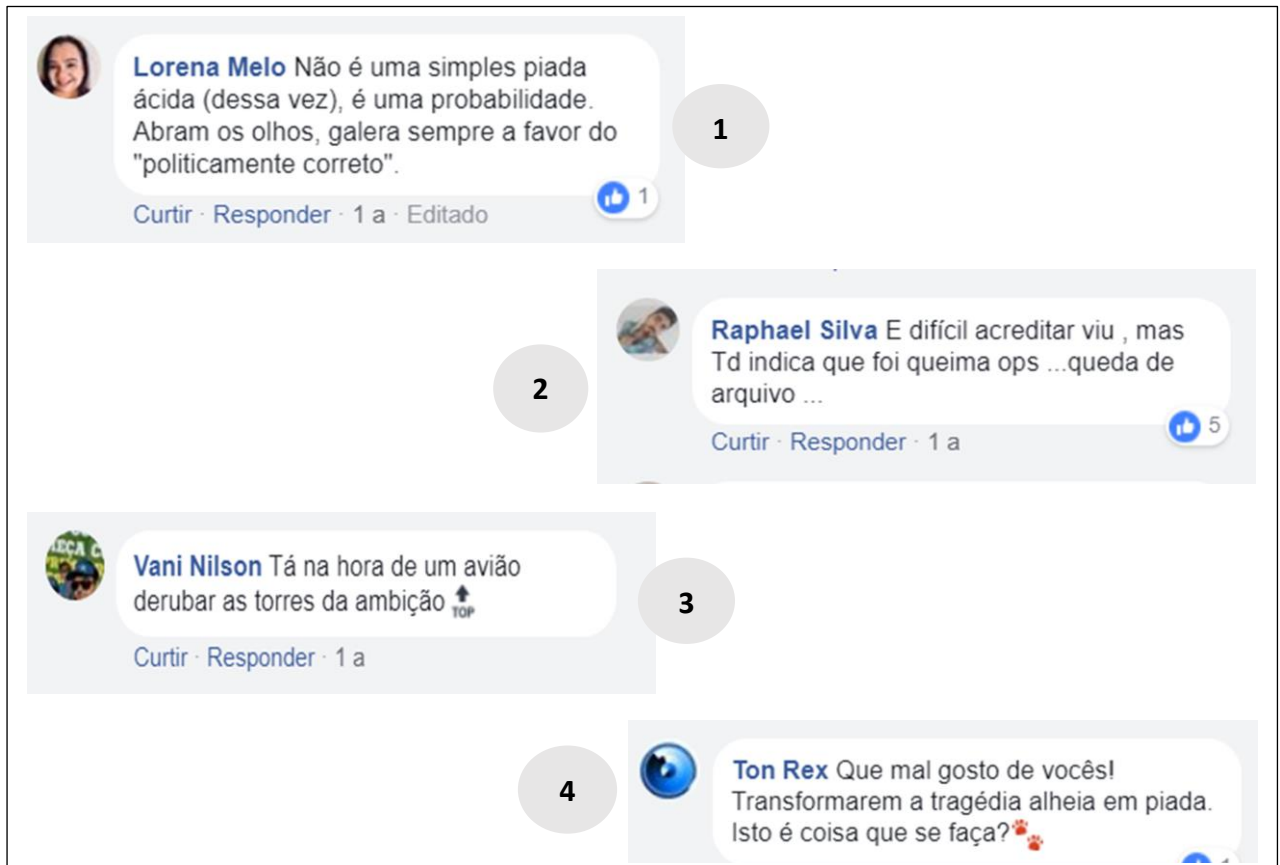 Lorena Melo Não é uma simples piada
ácida (dessa vez), é uma probabilidade.
Abram os olhos, galera sempre a favor do
"politicamente correto".
1
Curtir · Responder · 1 a · Editado
1
Raphael Silva E difícil acreditar viu , mas
Td indica que foi queima ops ...queda de
arquivo ...
5
Curtir · Responder · 1 a
2
Vani Nilson Tá na hora de um avião
derubar as torres da ambição TOP
Curtir · Responder · 1 a
3
Ton Rex Que mal gosto de vocês!
Transformarem a tragédia alheia em piada.
Isto é coisa que se faça?
4